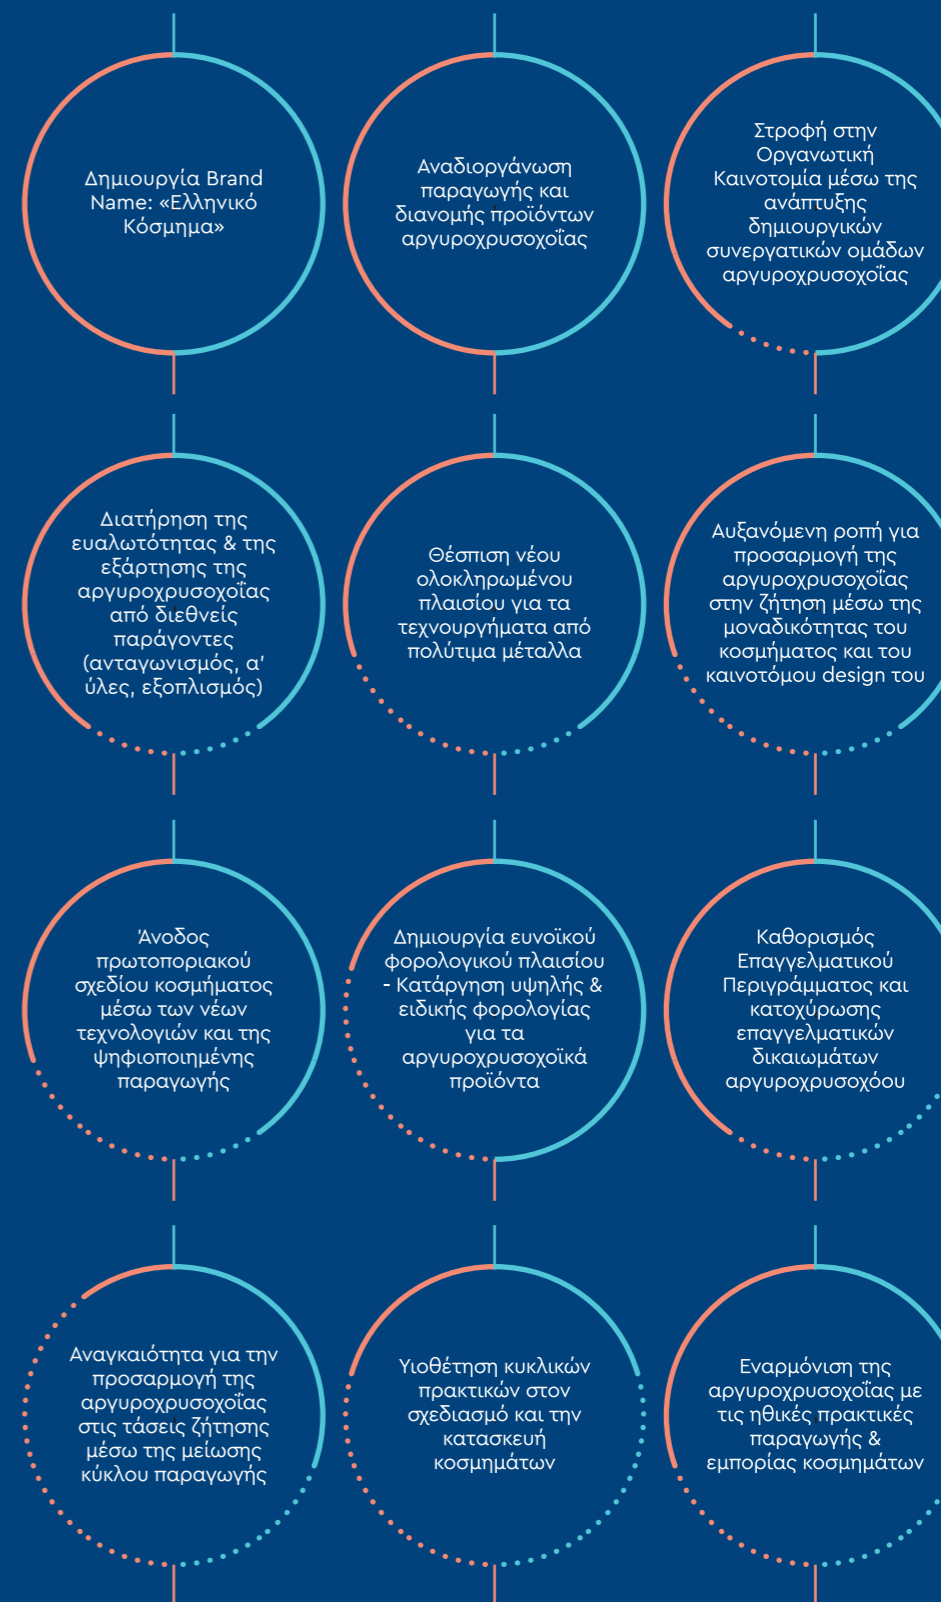 Δημιουργία Brand
Name: «Ελληνικό
Κόσμημα»
Αναδιοργάνωση
παραγωγής και
διανομής προϊόντων
αργυροχρυσοχοΐας
Στροφή στην
Οργανωτική
Καινοτομία μέσω της
ανάπτυξης
δημιουργικών
συνεργατικών ομάδων
αργυροχρυσοχοΐας
Διατήρηση της
ευαλωτότητας & της
εξάρτησης της
αργυροχρυσοχοΐας
από διεθνείς
παράγοντες
(ανταγωνισμός, α'
ύλες, εξοπλισμός)
Θέσπιση νέου
ολοκληρωμένου
πλαισίου για τα
τεχνουργήματα από
πολύτιμα μέταλλα
Αυξανόμενη ροπή για
προσαρμογή της
αργυροχρυσοχοΐας
στην ζήτηση μέσω της
μοναδικότητας του
κοσμήματος και του
καινοτόμου design του
Άνοδος
πρωτοποριακού
σχεδίου κοσμήματος
μέσω των νέων
τεχνολογιών και της
ψηφιοποιημένης
παραγωγής
Δημιουργία ευνοϊκού
φορολογικού πλαισίου
- Κατάργηση υψηλής &
ειδικής φορολογίας
για τα
αργυροχρυσοχοϊκά
προϊόντα
Καθορισμός
Επαγγελματικού
Περιγράμματος και
κατοχύρωσης
επαγγελματικών
δικαιωμάτων
αργυροχρυσοχόου
Αναγκαιότητα για την
προσαρμογή της
αργυροχρυσοχοΐας
στις τάσεις ζήτησης
μέσω της μείωσης
κύκλου παραγωγής
Υιοθέτηση κυκλικών
πρακτικών στον
σχεδιασμό και την
κατασκευή
κοσμημάτων
Εναρμόνιση της
αργυροχρυσοχοΐας με
τις ηθικές πρακτικές
παραγωγής &
εμπορίας κοσμημάτων